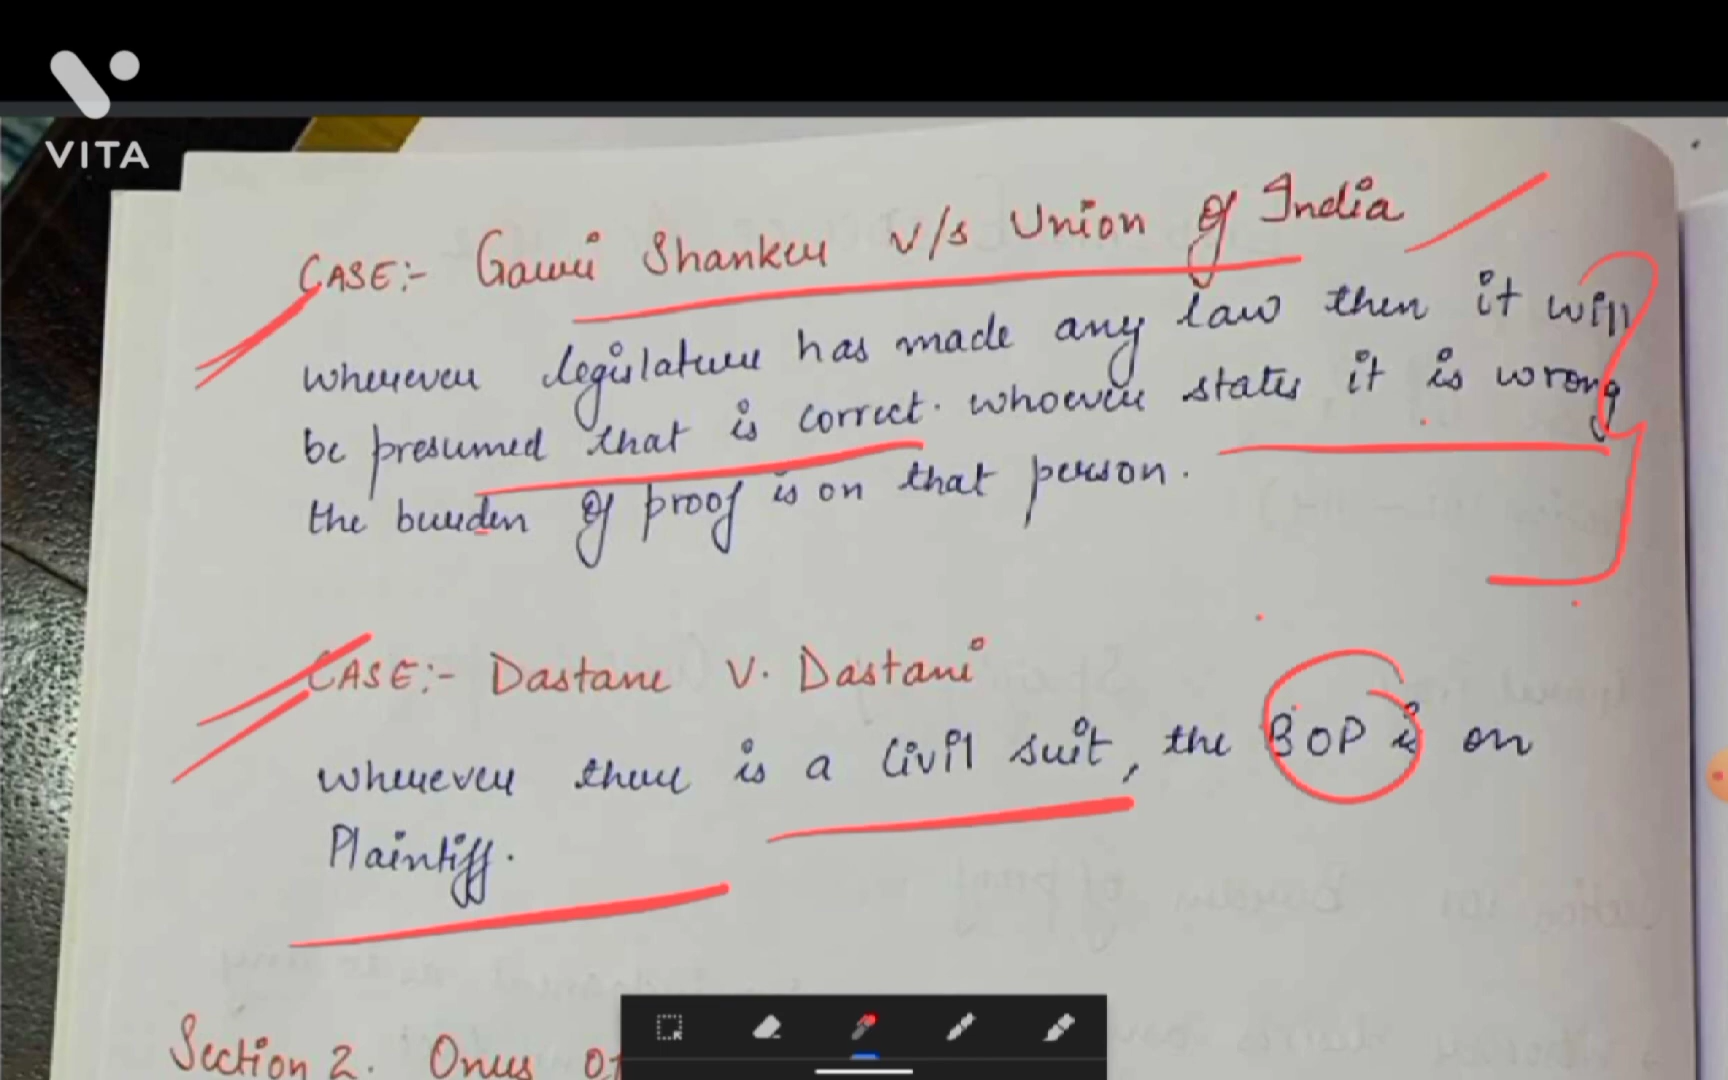 VITA
CASE:- Gawri Shanker v/s Union of India
wherever legislature has made any law then it will
be presumed that is correct. whoever states it is wrong
the burden of proof is on that person.
CASE:- Dastane v. Dastani
wherever there is a Civil suit, the BOP is on
Plaintiff.
Section 2. Onus Of